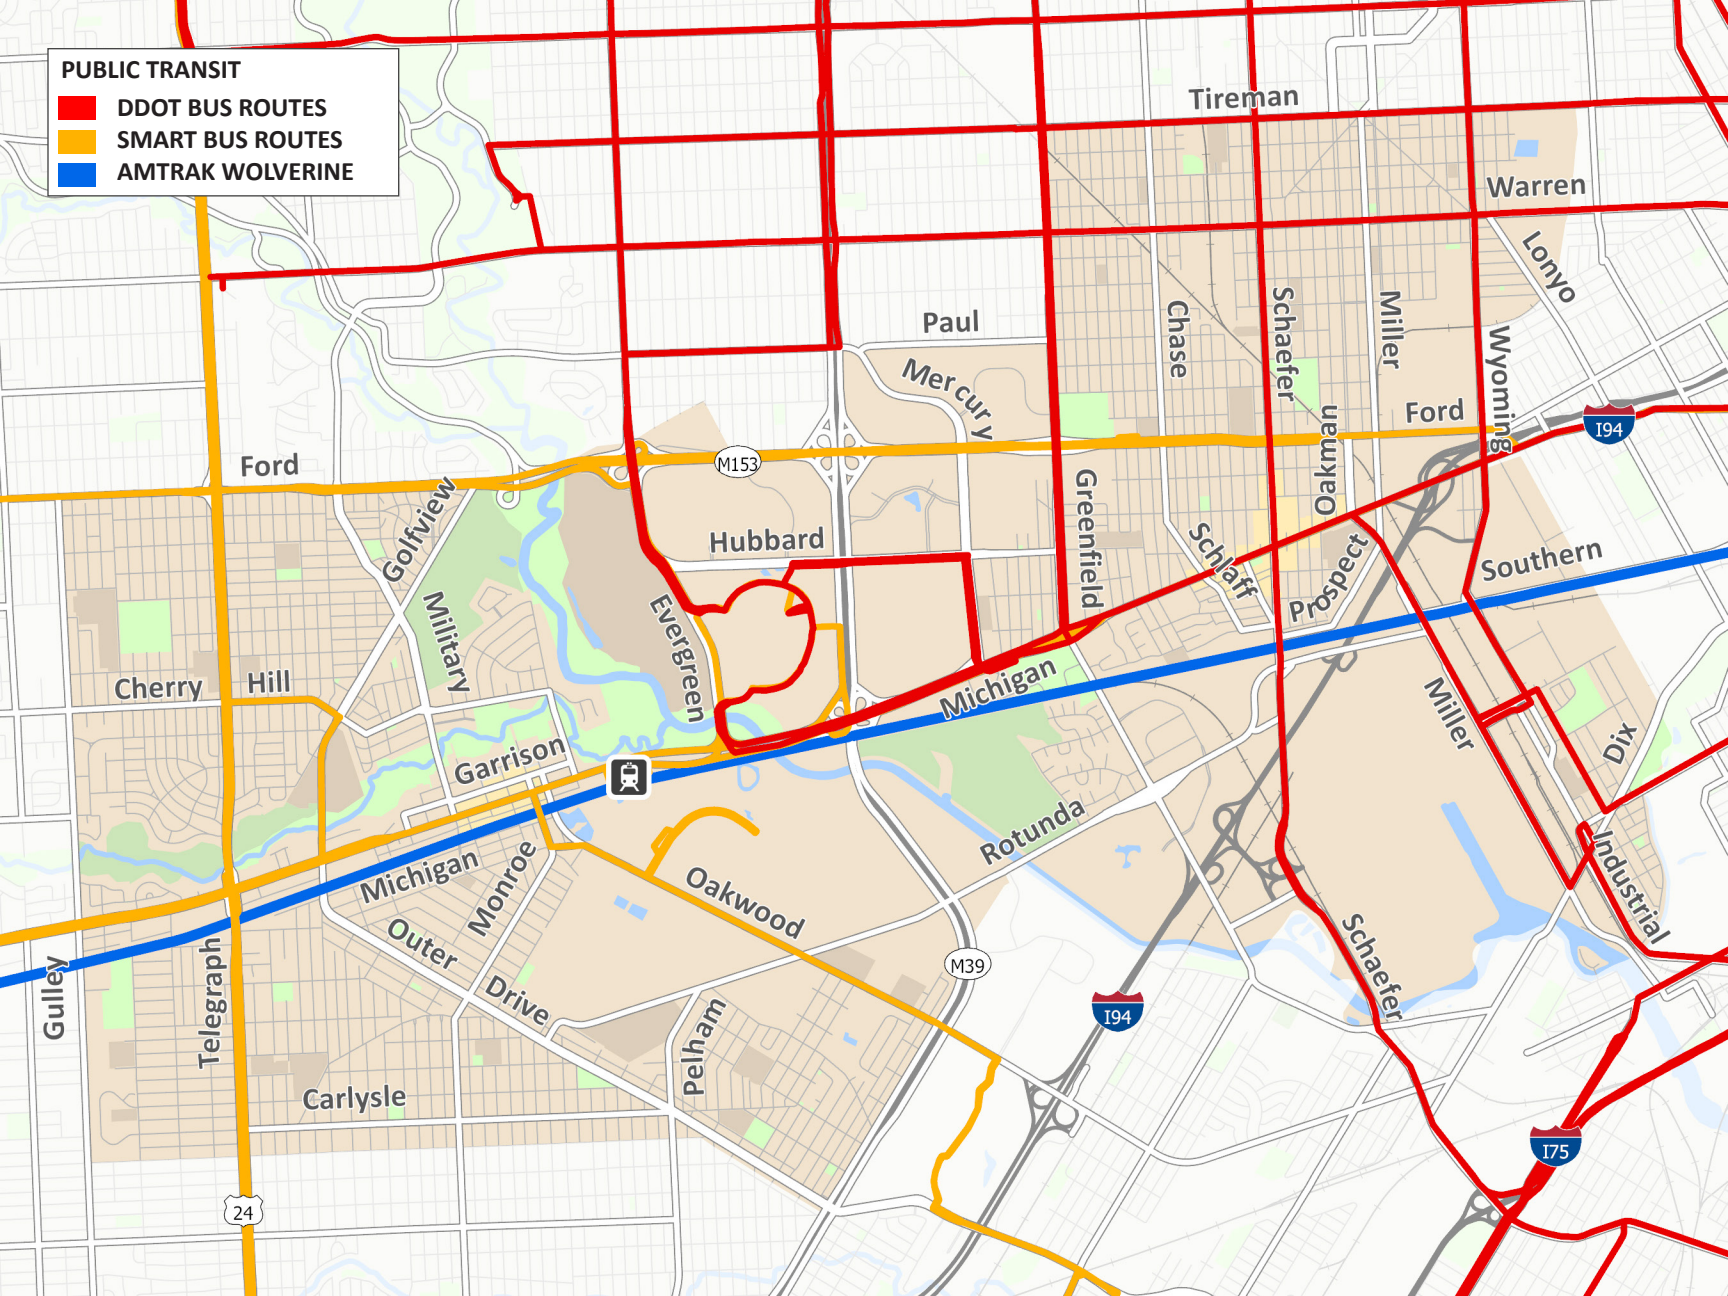 PUBLIC TRANSIT
DDOT BUS ROUTES
SMART BUS ROUTES
AMTRAK WOLVERINE
Tireman
Warren
Lonyo
Paul
Mercury
Chase
Schaefer
Miller
Wyoming
Ford
I94
Ford
M153
Golfview
Greenfield
Oakman
Hubbard
Schlaff
Prospect
Southern
Military
Evergreen
Cherry
Hill
Michigan
Miller
Dix
Garrison
Rotunda
Industrial
Michigan
Monroe
Oakwood
Outer
Drive
M39
Schaefer
Gulley
Telegraph
Pelham
I94
Carlysle
I75
24